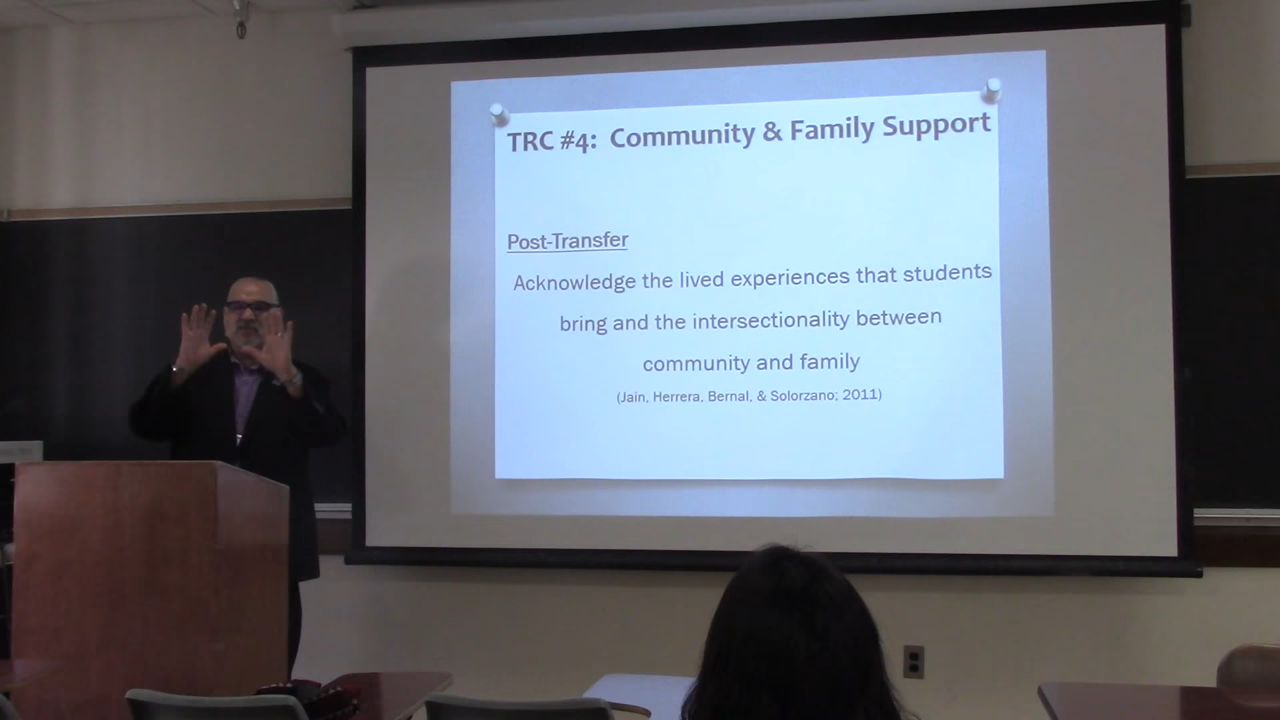 TRC #4: Community & Family Support
Post-Transfer
Acknowledge the lived experiences that students
bring and the intersectionality between
community and family
(Jain, Herrera, Bernal, & Solorzano; 2011)